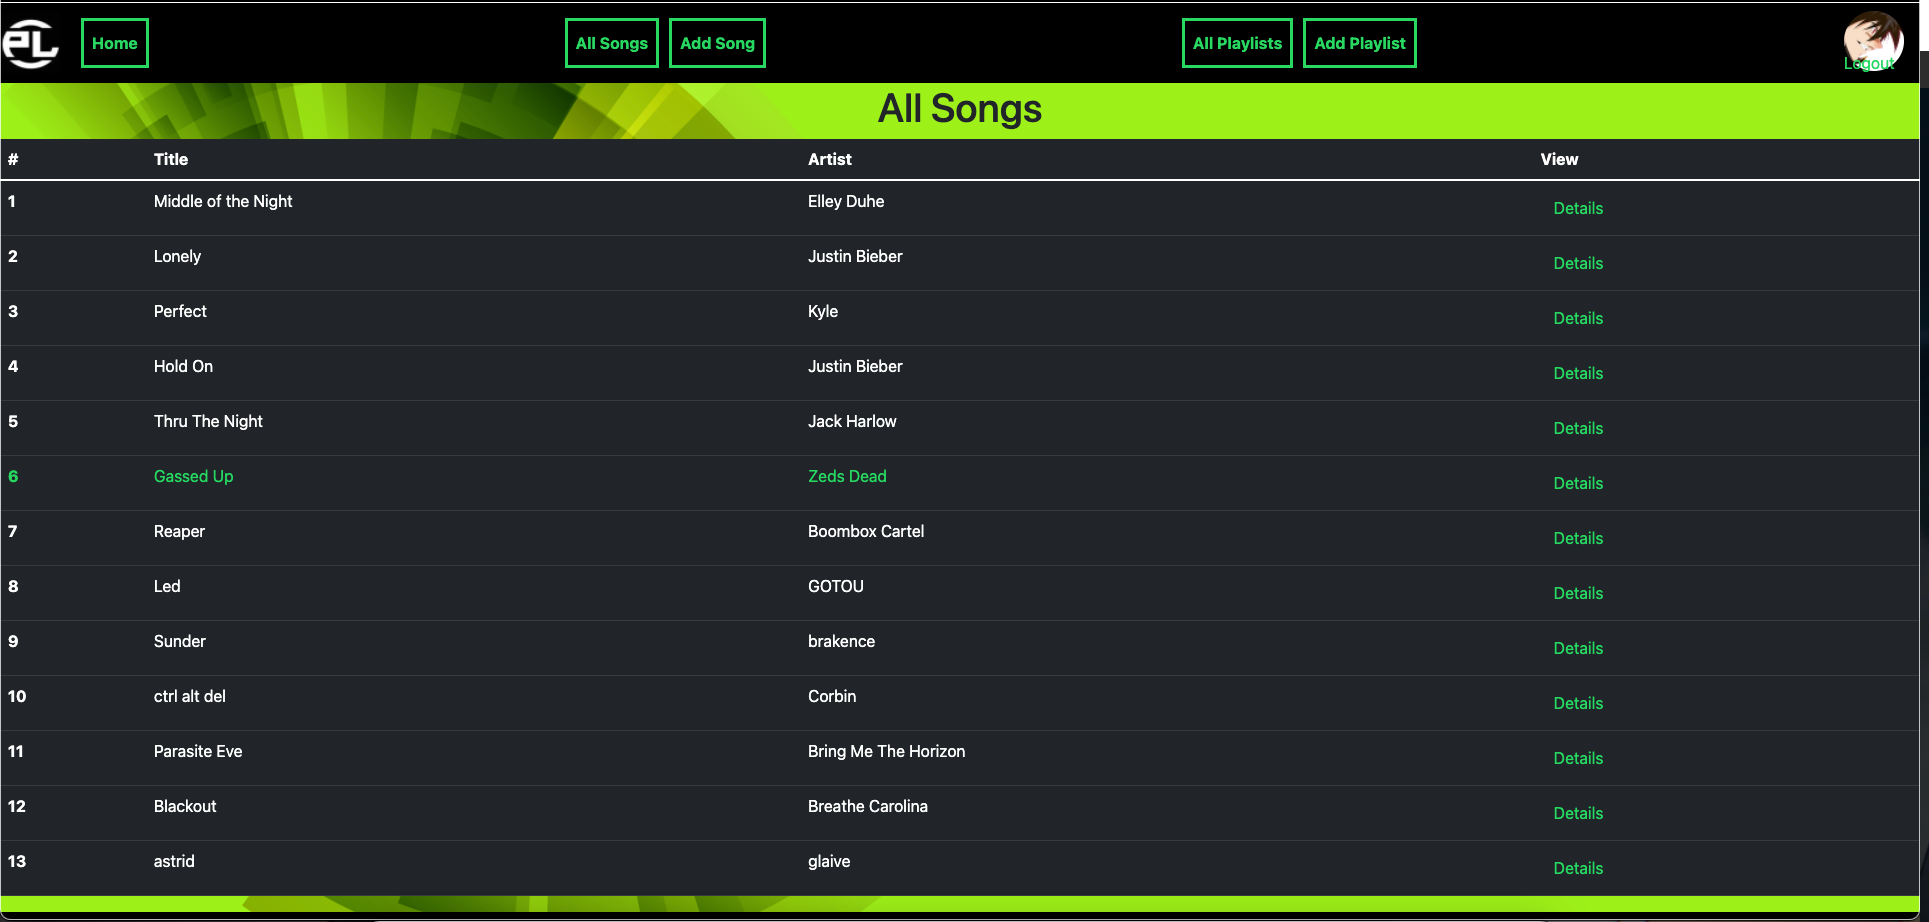 PL Home All Songs Add Song All Playlists Add Playlist Logout
All Songs
# Title Artist View
1 Middle of the Night Elley Duhe Details
2 Lonely Justin Bieber Details
3 Perfect Kyle Details
4 Hold On Justin Bieber Details
5 Thru The Night Jack Harlow Details
6 Gassed Up Zeds Dead Details
7 Reaper Boombox Cartel Details
8 Led GOTOU Details
9 Sunder brakence Details
10 ctrl alt del Corbin Details
11 Parasite Eve Bring Me The Horizon Details
12 Blackout Breathe Carolina Details
13 astrid glaive Details